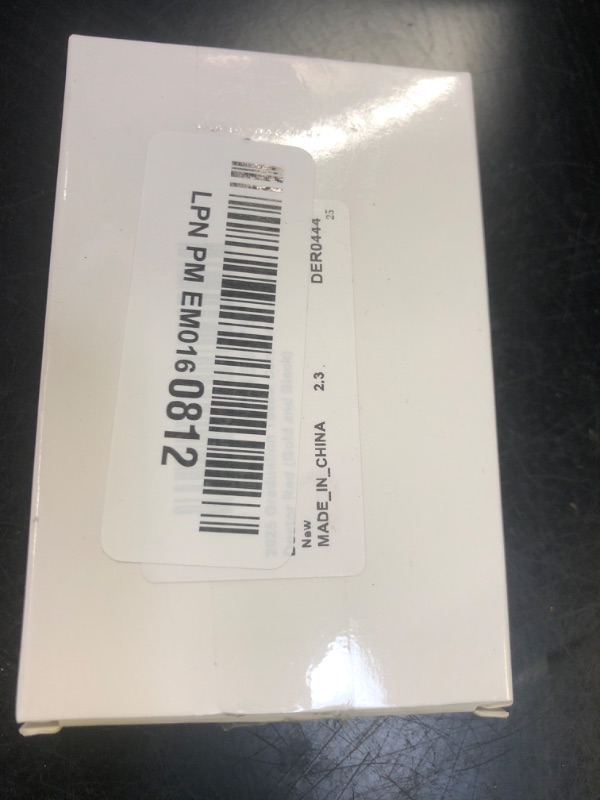 LPN PM EM0160812
New
MADE_IN_CHINA 2.3 DER0444
25